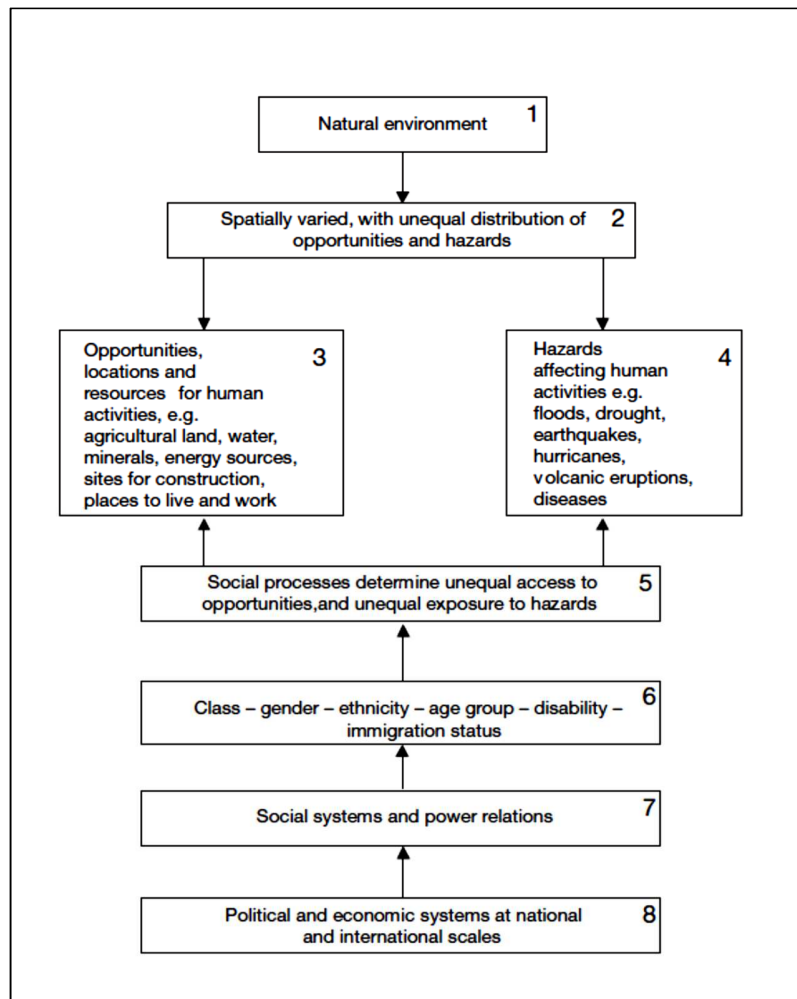 Natural environment 1
Spatially varied, with unequal distribution of 2
opportunities and hazards
Opportunities,
locations and 3
resources for human
activities, e.g.
agricultural land, water,
minerals, energy sources,
sites for construction,
places to live and work
Hazards
affecting human 4
activities e.g.
floods, drought,
earthquakes,
hurricanes,
volcanic eruptions,
diseases
Social processes determine unequal access to 5
opportunities,and unequal exposure to hazards
Class – gender – ethnicity – age group – disability – 6
immigration status
Social systems and power relations 7
Political and economic systems at national 8
and international scales